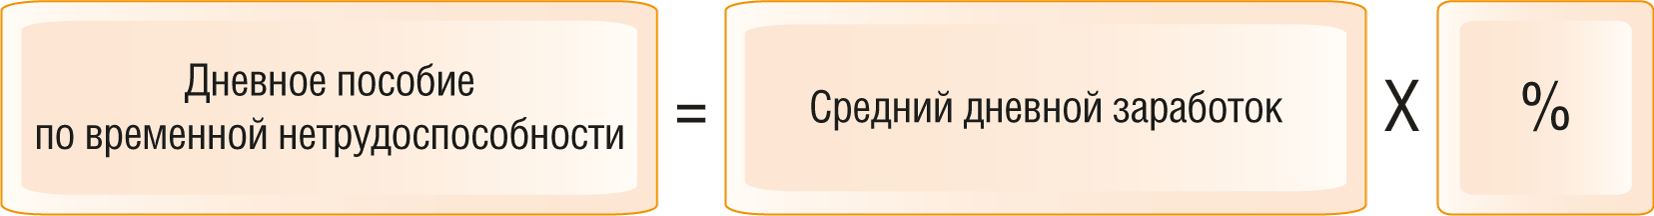 Дневное пособие
по временной нетрудоспособности
=
Средний дневной заработок
X
%